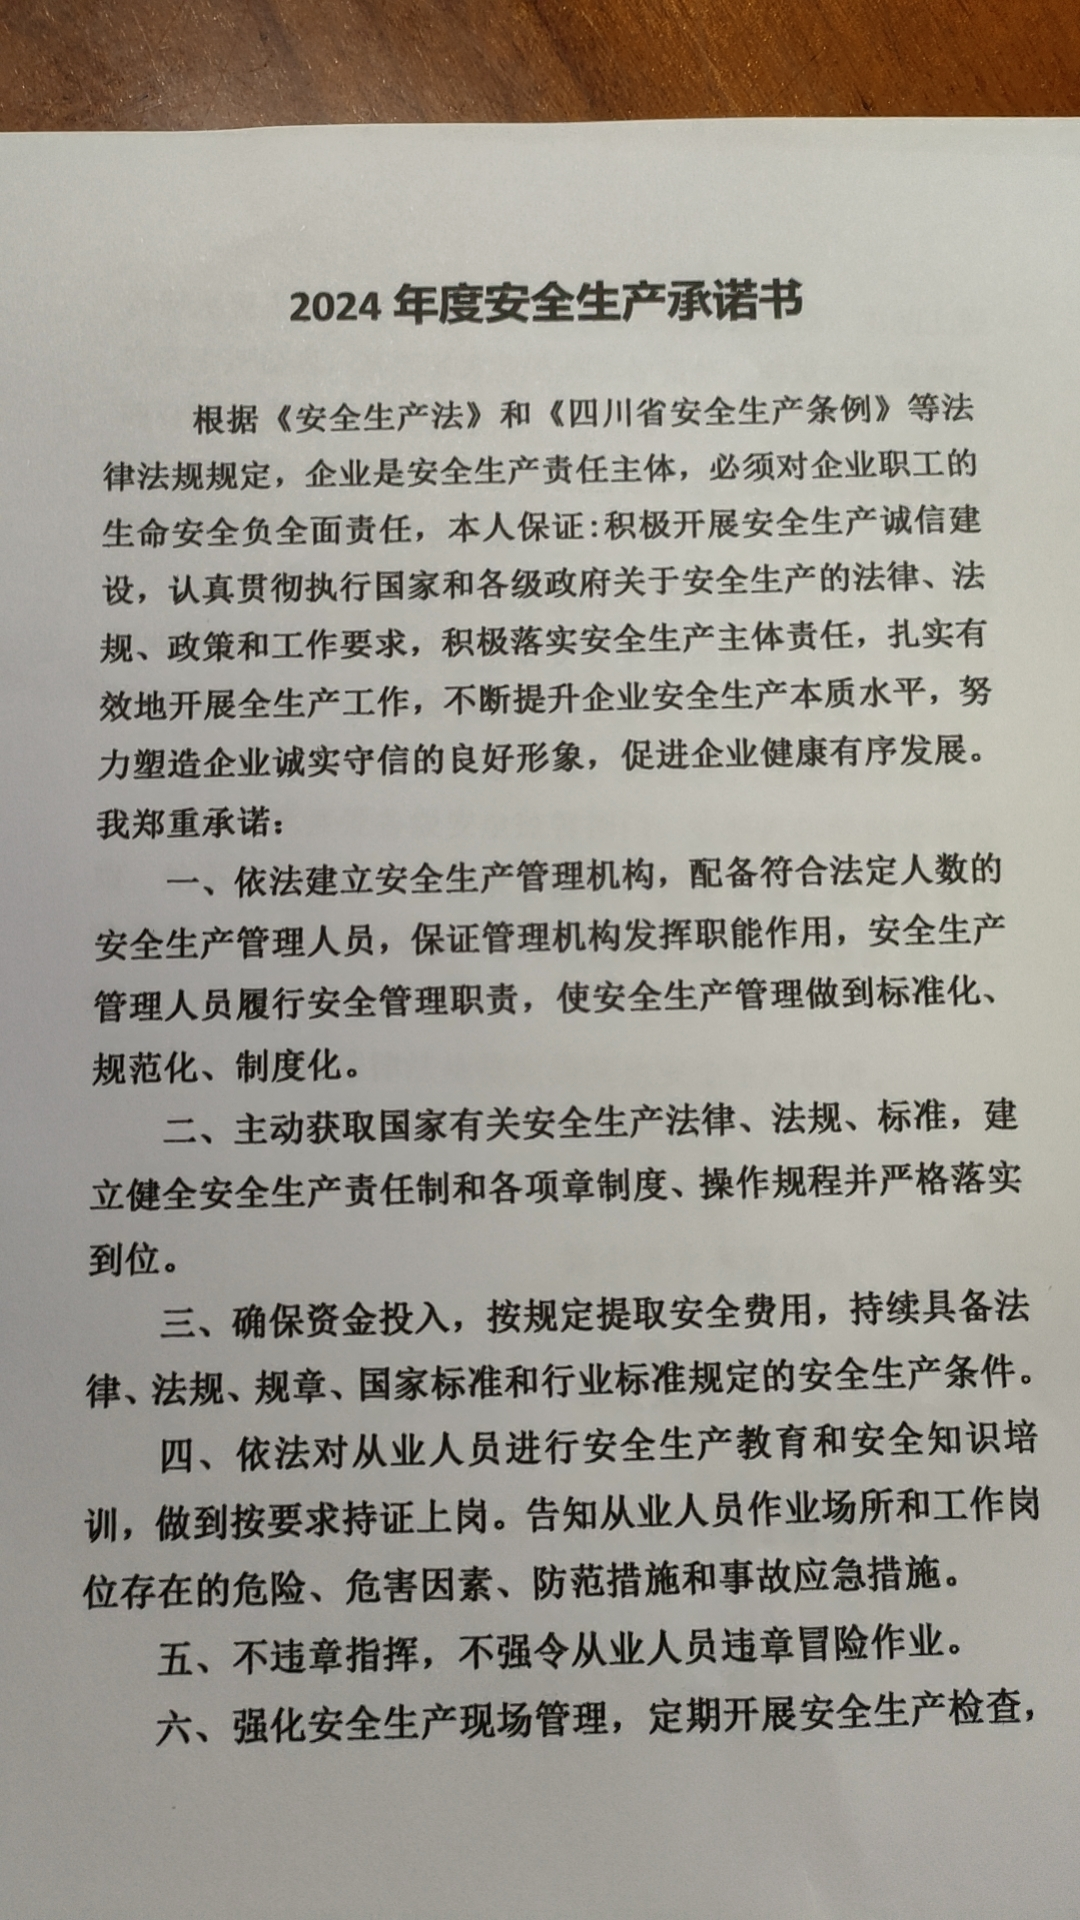 2024 年度安全生产承诺书
根据《安全生产法》和《四川省安全生产条例》等法
律法规规定，企业是安全生产责任主体，必须对企业职工的
生命安全负全面责任，本人保证:积极开展安全生产诚信建
设，认真贯彻执行国家和各级政府关于安全生产的法律、法
规、政策和工作要求，积极落实安全生产主体责任，扎实有
效地开展全生产工作，不断提升企业安全生产本质水平，努
力塑造企业诚实守信的良好形象，促进企业健康有序发展。
我郑重承诺：
一、依法建立安全生产管理机构，配备符合法定人数的
安全生产管理人员，保证管理机构发挥职能作用，安全生产
管理人员履行安全管理职责，使安全生产管理做到标准化、
规范化、制度化。
二、主动获取国家有关安全生产法律、法规、标准，建
立健全安全生产责任制和各项章制度、操作规程并严格落实
到位。
三、确保资金投入，按规定提取安全费用，持续具备法
律、法规、规章、国家标准和行业标准规定的安全生产条件。
四、依法对从业人员进行安全生产教育和安全知识培
训，做到按要求持证上岗。告知从业人员作业场所和工作岗
位存在的危险、危害因素、防范措施和事故应急措施。
五、不违章指挥，不强令从业人员违章冒险作业。
六、强化安全生产现场管理，定期开展安全生产检查，